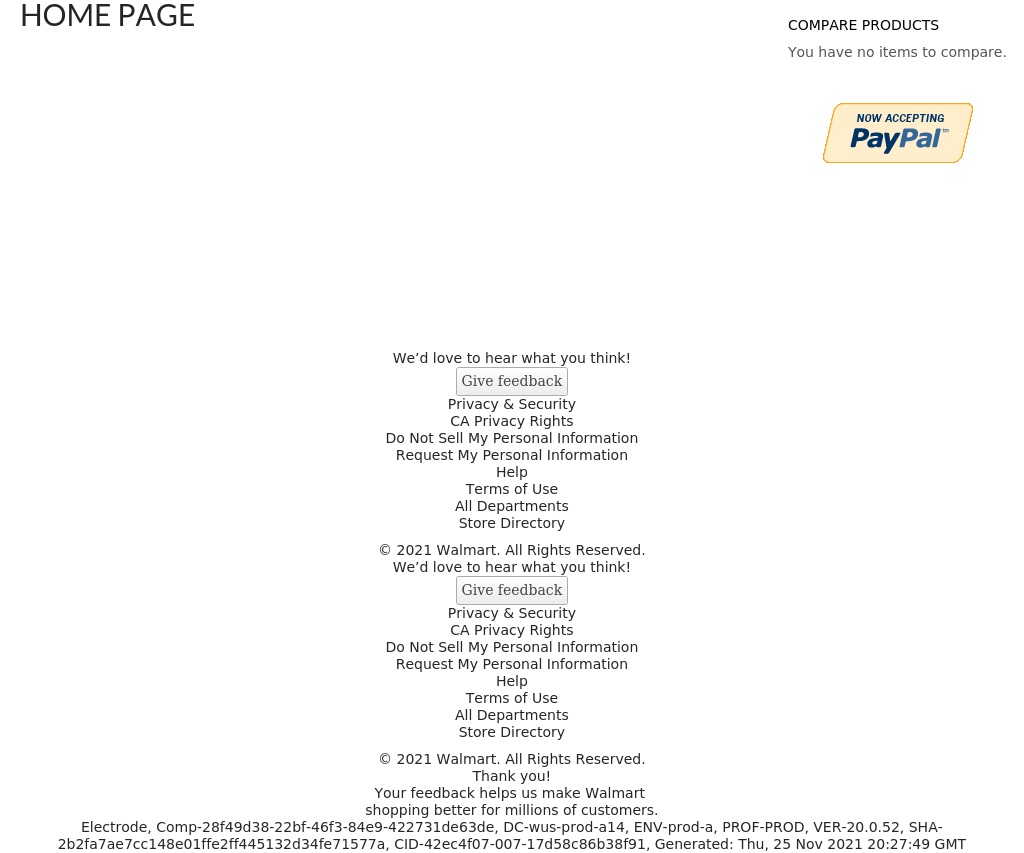 HOME PAGE
COMPARE PRODUCTS
You have no items to compare.
NOW ACCEPTING
PayPal™
We’d love to hear what you think!
Give feedback
Privacy & Security
CA Privacy Rights
Do Not Sell My Personal Information
Request My Personal Information
Help
Terms of Use
All Departments
Store Directory
© 2021 Walmart. All Rights Reserved.
We’d love to hear what you think!
Give feedback
Privacy & Security
CA Privacy Rights
Do Not Sell My Personal Information
Request My Personal Information
Help
Terms of Use
All Departments
Store Directory
© 2021 Walmart. All Rights Reserved.
Thank you!
Your feedback helps us make Walmart
shopping better for millions of customers.
Electrode, Comp-28f49d38-22bf-46f3-84e9-422731de63de, DC-wus-prod-a14, ENV-prod-a, PROF-PROD, VER-20.0.52, SHA-
2b2fa7ae7cc148e01ffe2ff445132d34fe71577a, CID-42ec4f07-007-17d58c86b38f91, Generated: Thu, 25 Nov 2021 20:27:49 GMT